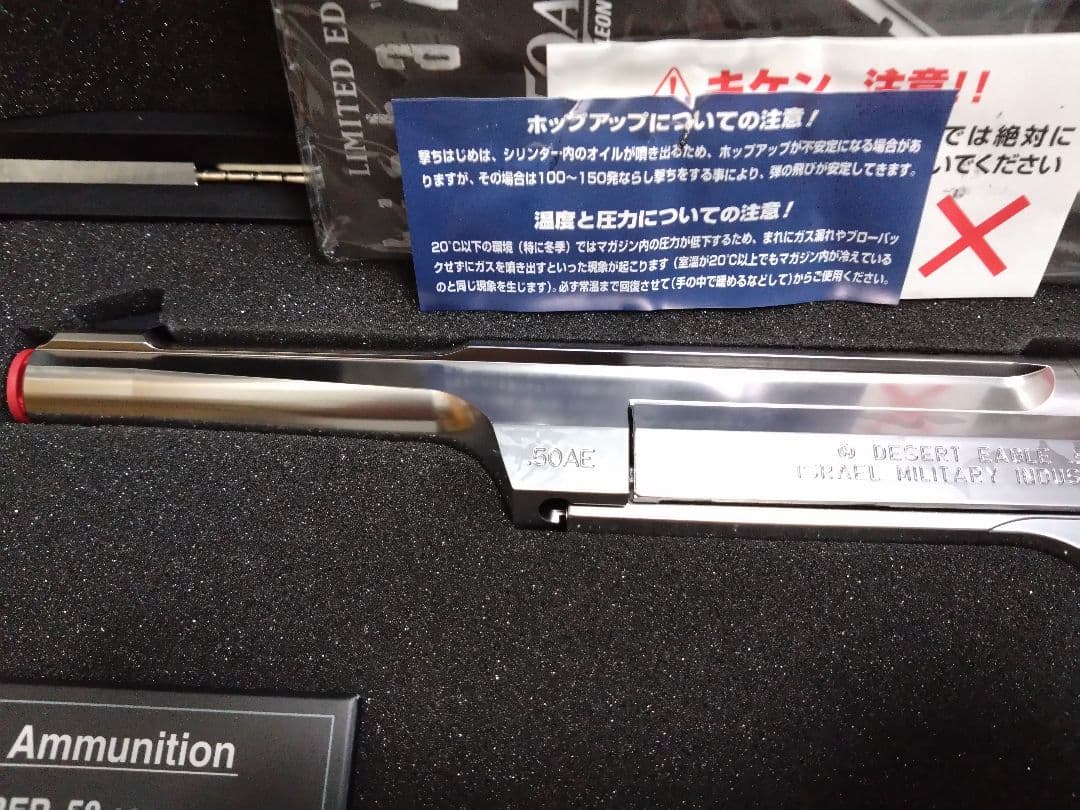 LIMITED ED
LEON
キケン 注意!!
では絶対に
いでください
ホップアップについての注意!
撃ちはじめは、シリンダー内のオイルが噴き出るため、ホップアップが不安定になる場合があ
りますが、その場合は100〜150発ならし撃ちをする事により、弾の飛びが安定してきます。
温度と圧力についての注意!
20℃以下の環境（特に冬季）ではマガジン内の圧力が低下するため、まれにガス漏れやブローバッ
クせずにガスを噴き出すといった現象が起こります（室温が20℃以上でもマガジン内が冷えている
のと同じ現象を生じます）。必ず常温まで回復させて(手の中で暖めるなどして)からご使用ください。
.50AE
DESERT EAGLE
ISRAEL MILITARY INDUS
Ammunition